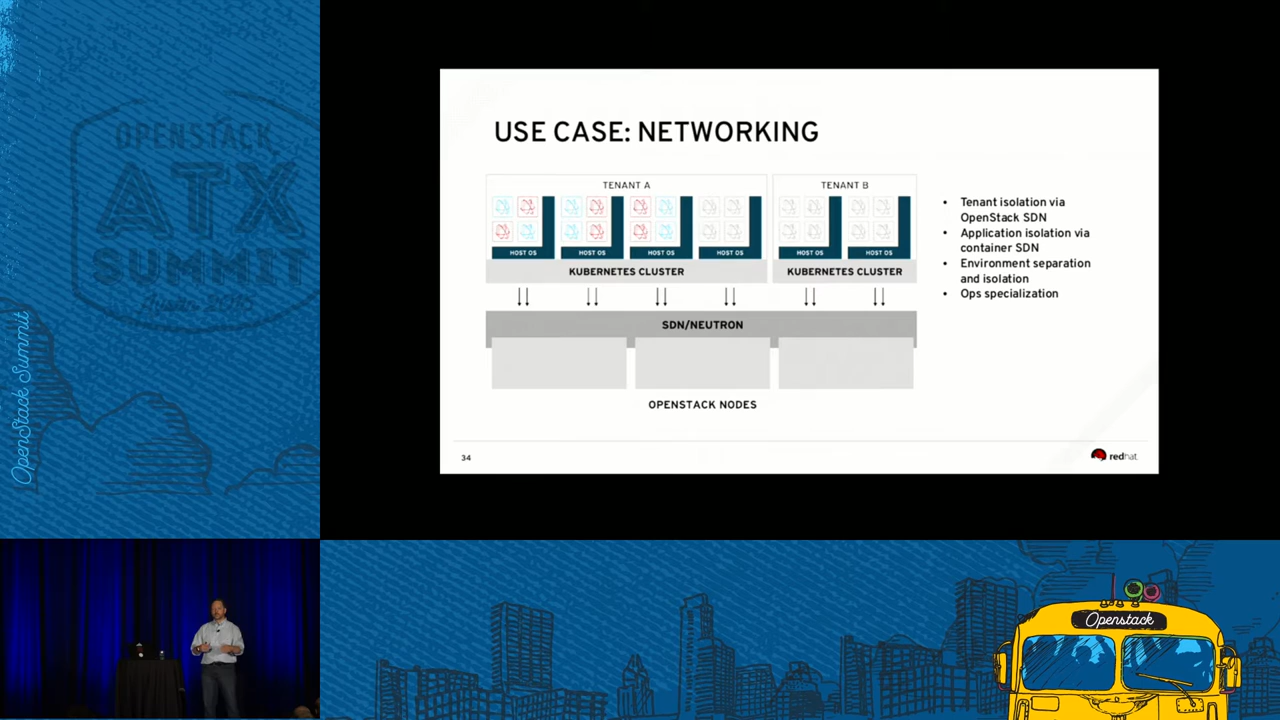 OPENSTACK
ATX
OpenStack Summit
USE CASE: NETWORKING
TENANT A
TENANT B
HOST OS
HOST OS
HOST OS
HOST OS
HOST OS
HOST OS
KUBERNETES CLUSTER
KUBERNETES CLUSTER
SDN/NEUTRON
OPENSTACK NODES
• Tenant isolation via
OpenStack SDN
• Application isolation via
container SDN
• Environment separation
and isolation
• Ops specialization
34
redhat
Openstack